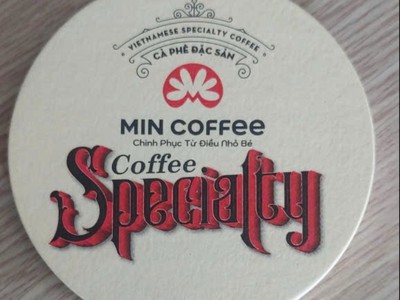 VIETNAMESE SPECIALTY COFFEE
CÀ PHÊ ĐẶC SẢN
MIN COFFEE
Chinh Phục Từ Điều Nhỏ Bé
Coffee
Specialty